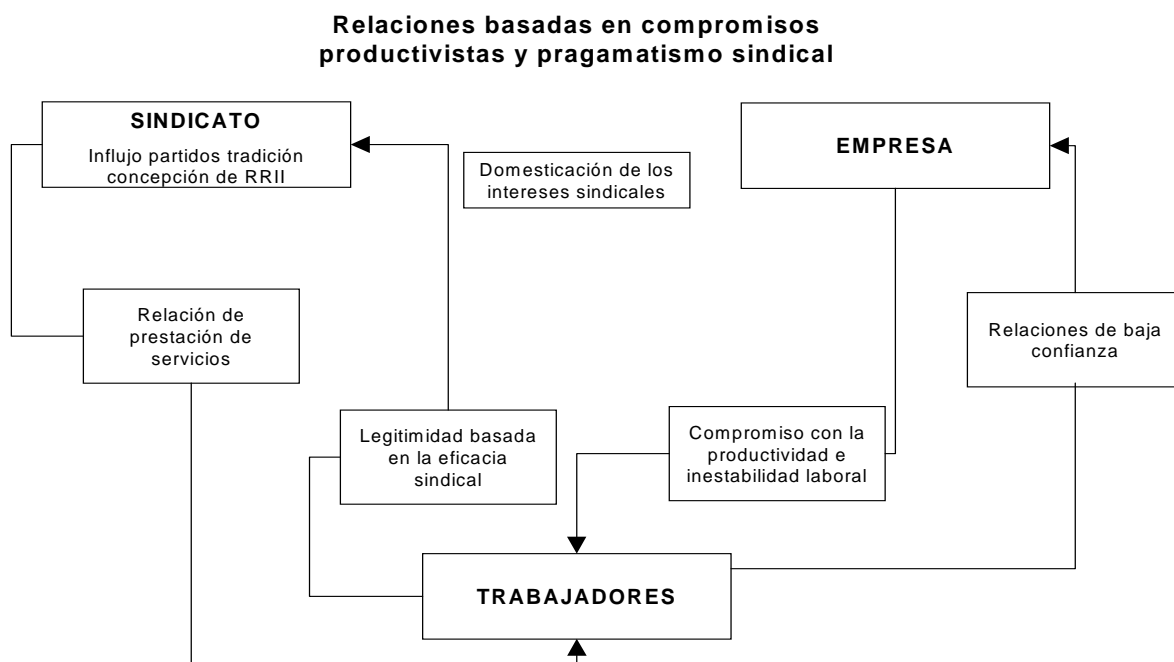 Relaciones basadas en compromisos
productivistas y pragamatismo sindical
SINDICATO
Influjo partidos tradición
concepción de RRII
Domesticación de los
intereses sindicales
EMPRESA
Relación de
prestación de
servicios
Relaciones de baja
confianza
Legitimidad basada
en la eficacia
sindical
Compromiso con la
productividad e
inestabilidad laboral
TRABAJADORES